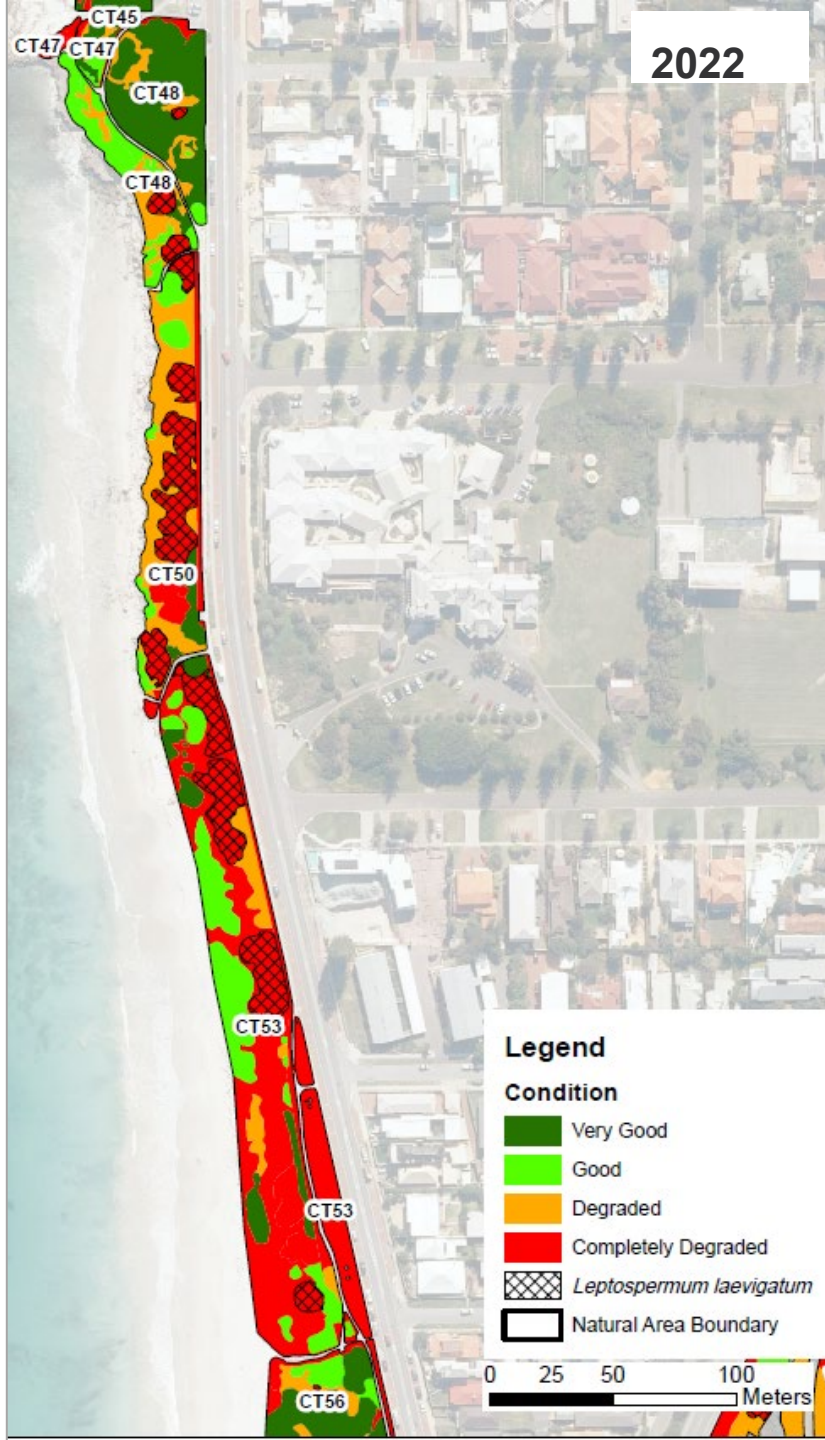 2022
CT45
CT47 CT47
CT48
CT48
CT50
CT53
CT53
CT56
Legend
Condition
Very Good
Good
Degraded
Completely Degraded
Leptospermum laevigatum
Natural Area Boundary
0 25 50 100
Meters